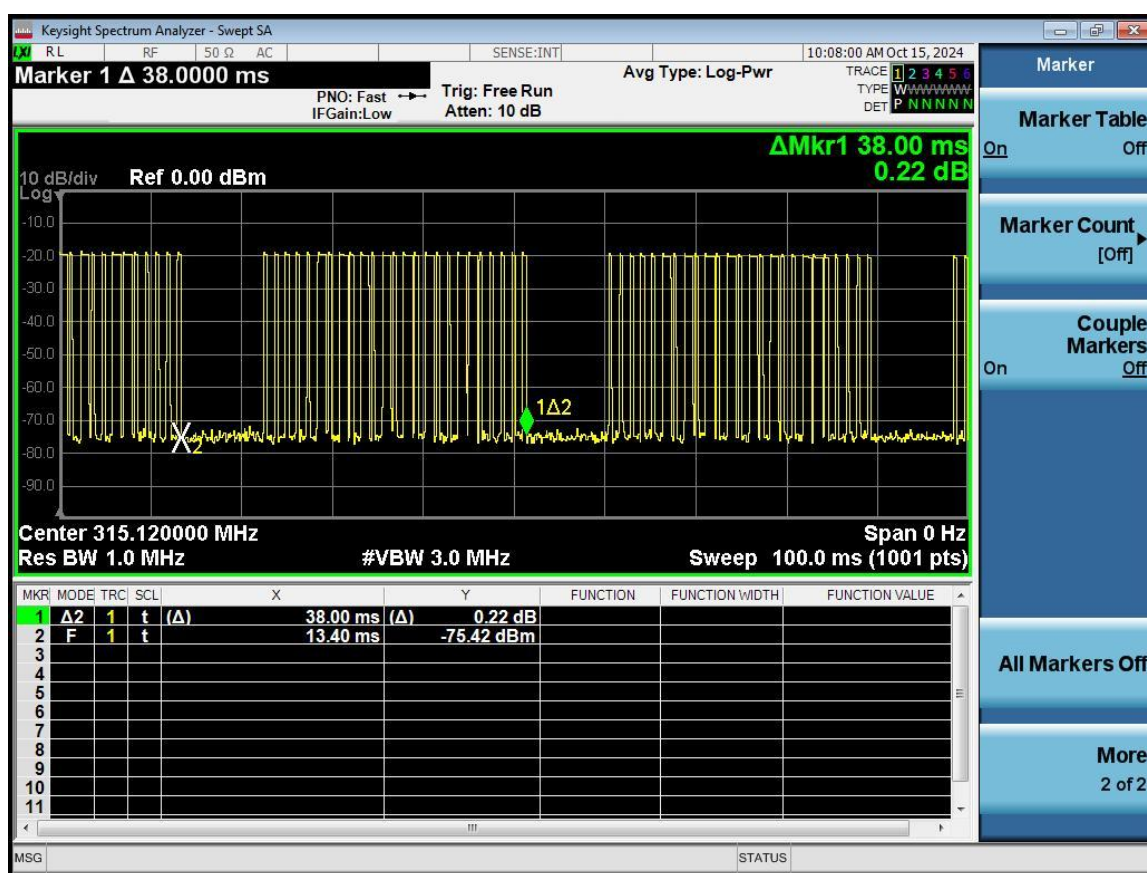 Keysight Spectrum Analyzer - Swept SA
LXI RL RF 50 Ω AC SENSE:INT 10:08:00 AM Oct 15, 2024
Marker 1 Δ 38.0000 ms
PNO: Fast
IFGain:Low
Trig: Free Run
Atten: 10 dB
Avg Type: Log-Pwr
TRACE 1 2 3 4 5 6
TYPE WWWWWW
DET P N N N N N
ΔMkr1 38.00 ms
0.22 dB
10 dB/div Ref 0.00 dBm
Log
-10.0
-20.0
-30.0
-40.0
-50.0
-60.0
-70.0
-80.0
-90.0
1Δ2
X2
Center 315.120000 MHz Span 0 Hz
Res BW 1.0 MHz #VBW 3.0 MHz Sweep 100.0 ms (1001 pts)
MKR MODE TRC SCL X Y FUNCTION FUNCTION WIDTH FUNCTION VALUE
1 Δ2 1 t (Δ) 38.00 ms (Δ) 0.22 dB
2 F 1 t 13.40 ms -75.42 dBm
3
4
5
6
7
8
9
10
11
MSG STATUS
Marker
Marker Table
On Off
Marker Count
[Off]
Couple
Markers
On Off
All Markers Off
More
2 of 2